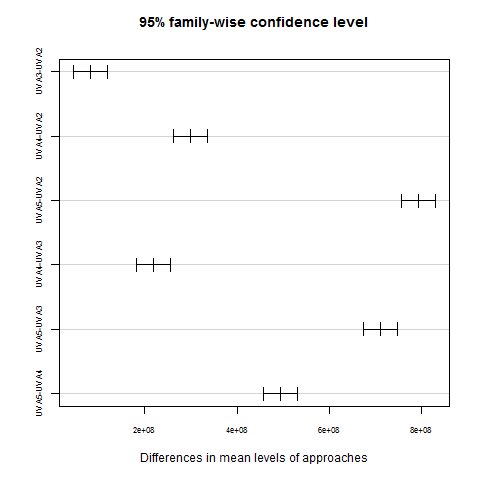 95% family-wise confidence level
UVA3-UVA2
UVA4-UVA2
UVA5-UVA2
UVA4-UVA3
UVA5-UVA3
UVA5-UVA4
2e+08 4e+08 6e+08 8e+08
Differences in mean levels of approaches